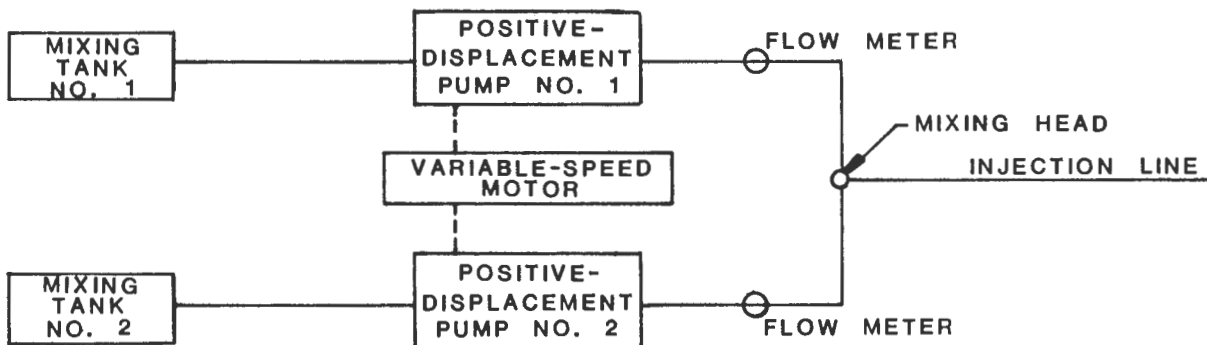 MIXING
TANK
NO. 1
POSITIVE-
DISPLACEMENT
PUMP NO. 1
FLOW METER
MIXING HEAD
INJECTION LINE
VARIABLE-SPEED
MOTOR
MIXING
TANK
NO. 2
POSITIVE-
DISPLACEMENT
PUMP NO. 2
FLOW METER